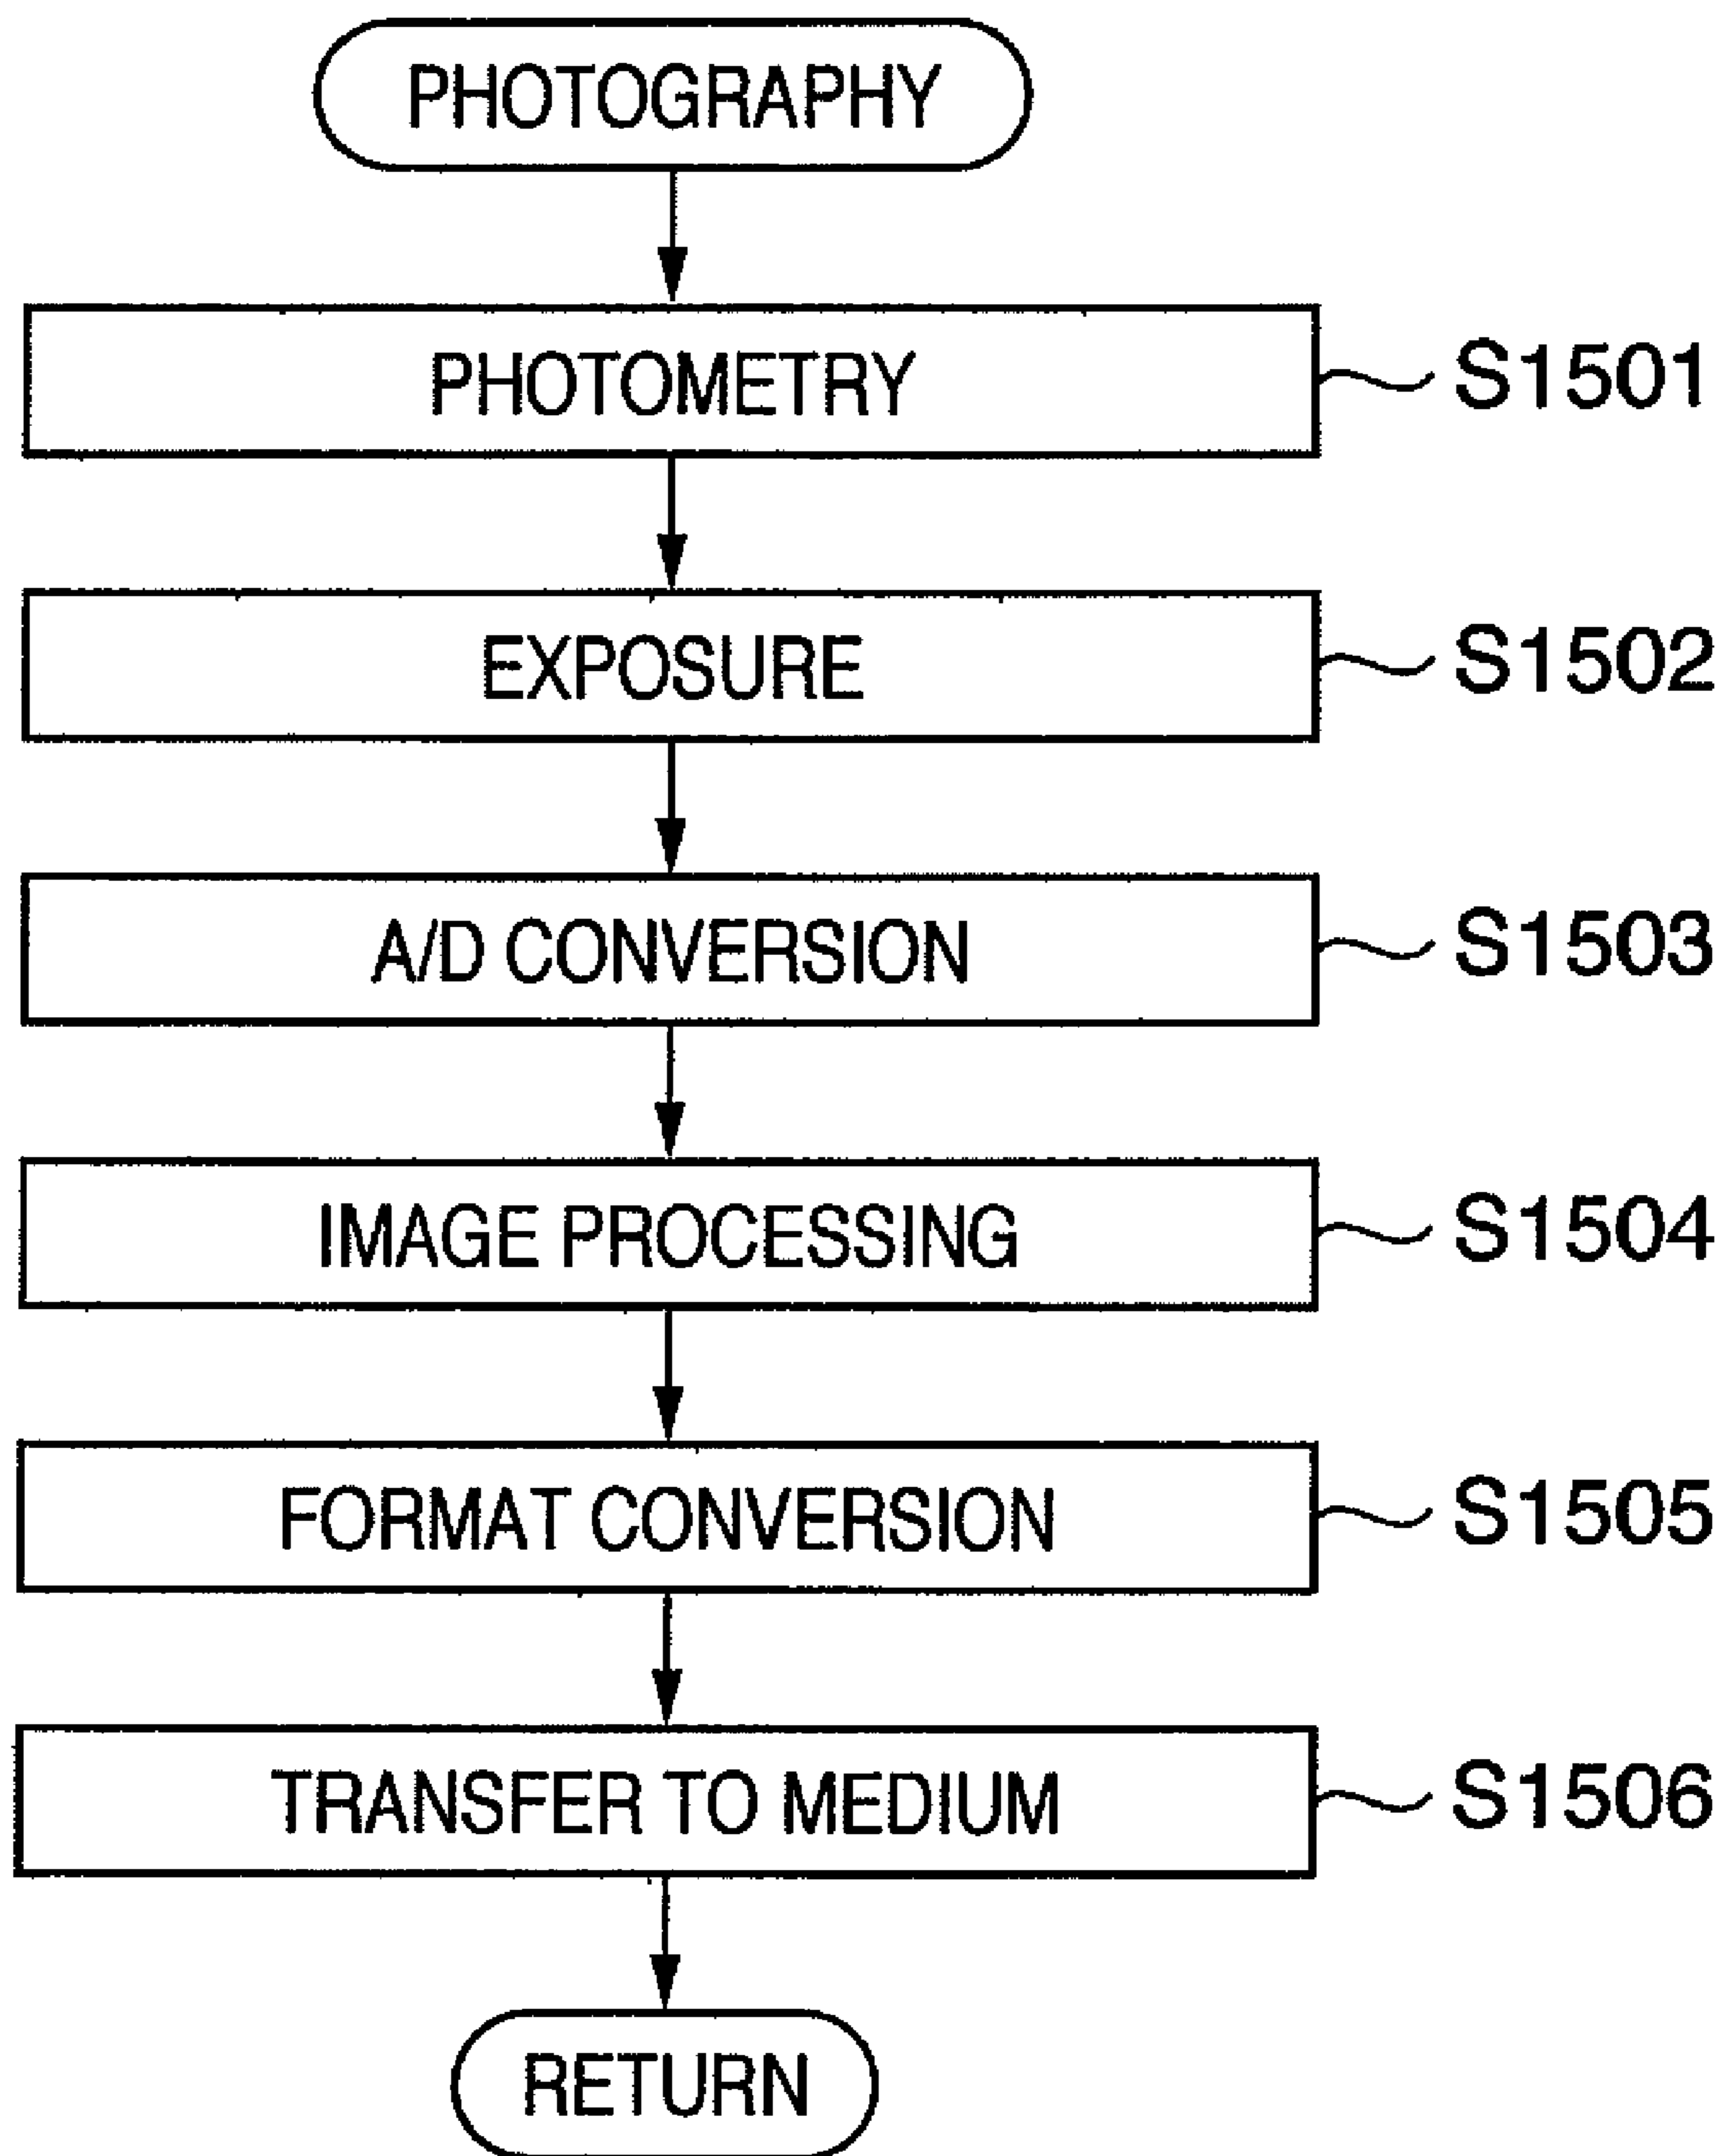 PHOTOGRAPHY
PHOTOMETRY S1501
EXPOSURE S1502
A/D CONVERSION S1503
IMAGE PROCESSING S1504
FORMAT CONVERSION S1505
TRANSFER TO MEDIUM S1506
RETURN